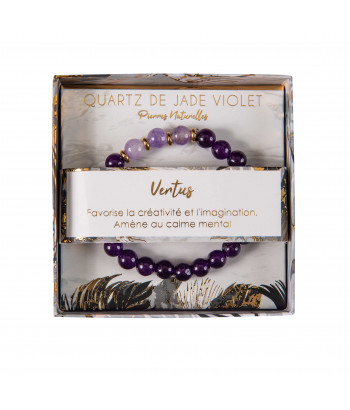 QUARTZ DE JADE VIOLET
Pierres Naturelles
Vertus
Favorise la créativité et l'imagination.
Amène au calme mental